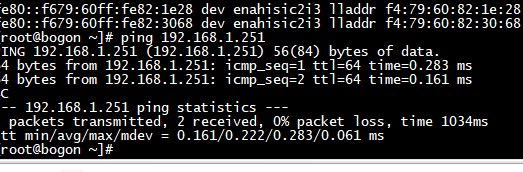 fe80::f679:60ff:fe82:1e28 dev enahisic2i3 lladdr f4:79:60:82:1e:28
fe80::f679:60ff:fe82:3068 dev enahisic2i3 lladdr f4:79:60:82:30:68
[root@bogon ~]# ping 192.168.1.251
PING 192.168.1.251 (192.168.1.251) 56(84) bytes of data.
64 bytes from 192.168.1.251: icmp_seq=1 ttl=64 time=0.283 ms
64 bytes from 192.168.1.251: icmp_seq=2 ttl=64 time=0.161 ms
C
-- 192.168.1.251 ping statistics ---
packets transmitted, 2 received, 0% packet loss, time 1034ms
tt min/avg/max/mdev = 0.161/0.222/0.283/0.061 ms
[root@bogon ~]#